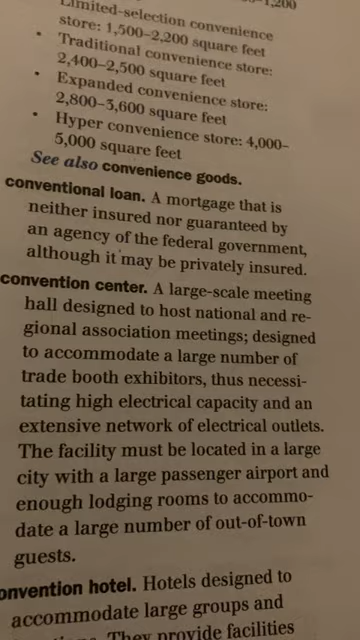 1,200
Limited-selection convenience
store: 1,500–2,200 square feet
• Traditional convenience store:
2,400–2,500 square feet
• Expanded convenience store:
2,800–3,600 square feet
• Hyper convenience store: 4,000–
5,000 square feet
See also convenience goods.
conventional loan. A mortgage that is
neither insured nor guaranteed by
an agency of the federal government,
although it may be privately insured.
convention center. A large-scale meeting
hall designed to host national and re-
gional association meetings; designed
to accommodate a large number of
trade booth exhibitors, thus necessi-
tating high electrical capacity and an
extensive network of electrical outlets.
The facility must be located in a large
city with a large passenger airport and
enough lodging rooms to accommo-
date a large number of out-of-town
guests.
onvention hotel. Hotels designed to
accommodate large groups and
They provide facilities